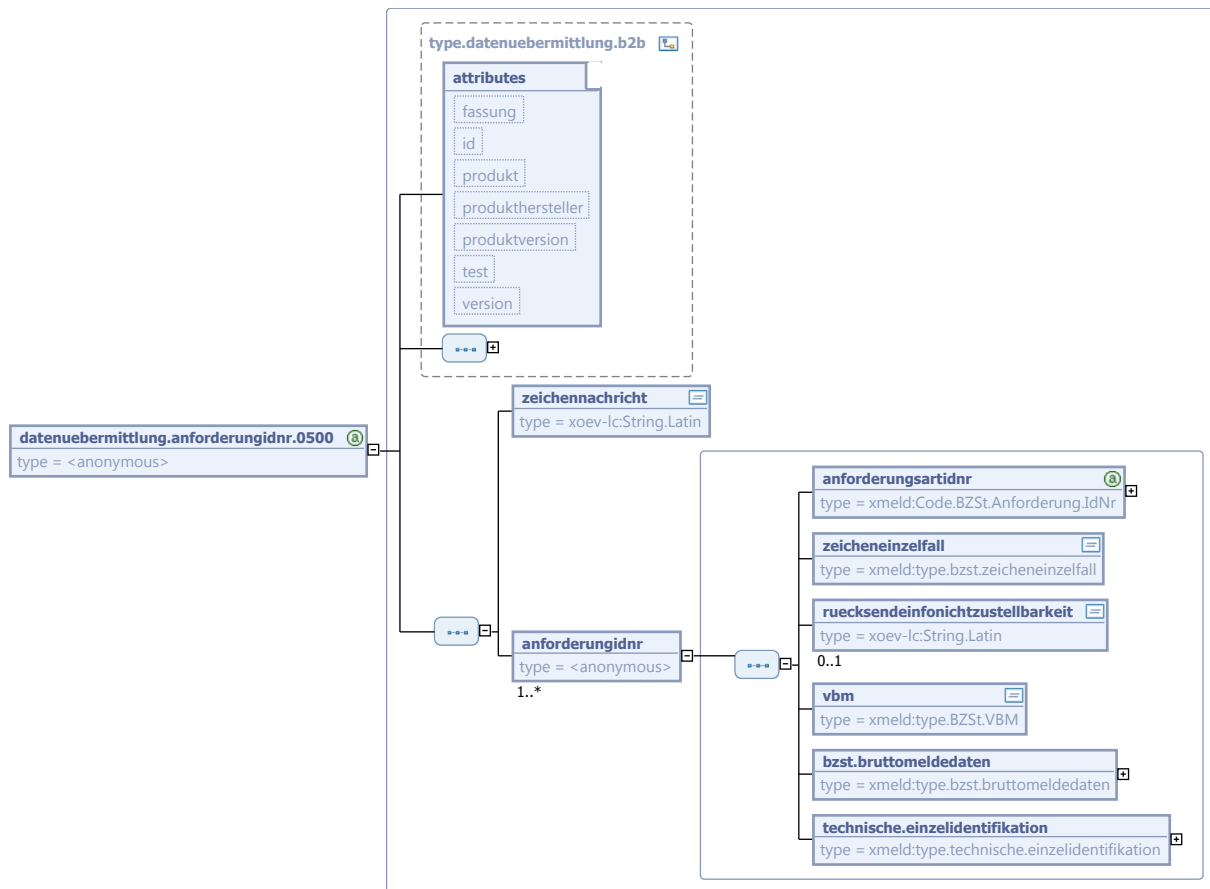 type.datenuebermittlung.b2b
attributes
fassung
id
produkt
produkthersteller
produktversion
test
version
datenuebermittlung.anforderungidnr.0500
type = <anonymous>
zeichennachricht
type = xoev-lc:String.Latin
anforderungidnr
type = <anonymous>
1..*
anforderungsartidnr
type = xmeld:Code.BZSt.Anforderung.IdNr
zeicheneinzelfall
type = xmeld:type.bzst.zeicheneinzelfall
ruecksendeinfonichtzustellbarkeit
type = xoev-lc:String.Latin
0..1
vbm
type = xmeld:type.BZSt.VBM
bzst.bruttomeldedaten
type = xmeld:type.bzst.bruttomeldedaten
technische.einzelidentifikation
type = xmeld:type.technische.einzelidentifikation